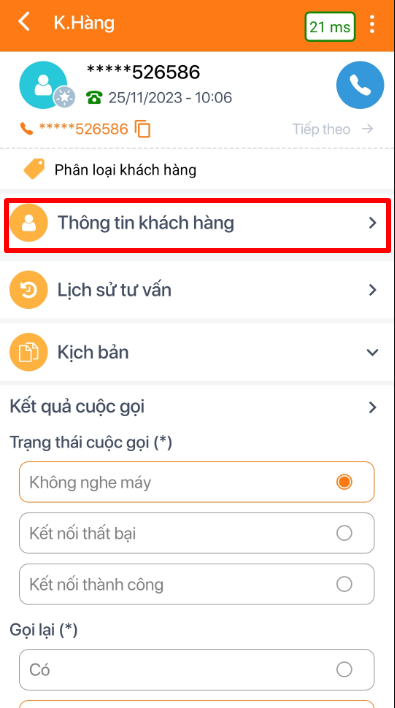 K.Hàng
21 ms
*****526586
25/11/2023 - 10:06
*****526586
Tiếp theo
Phân loại khách hàng
Thông tin khách hàng
Lịch sử tư vấn
Kịch bản
Kết quả cuộc gọi
Trạng thái cuộc gọi (*)
Không nghe máy
Kết nối thất bại
Kết nối thành công
Gọi lại (*)
Có